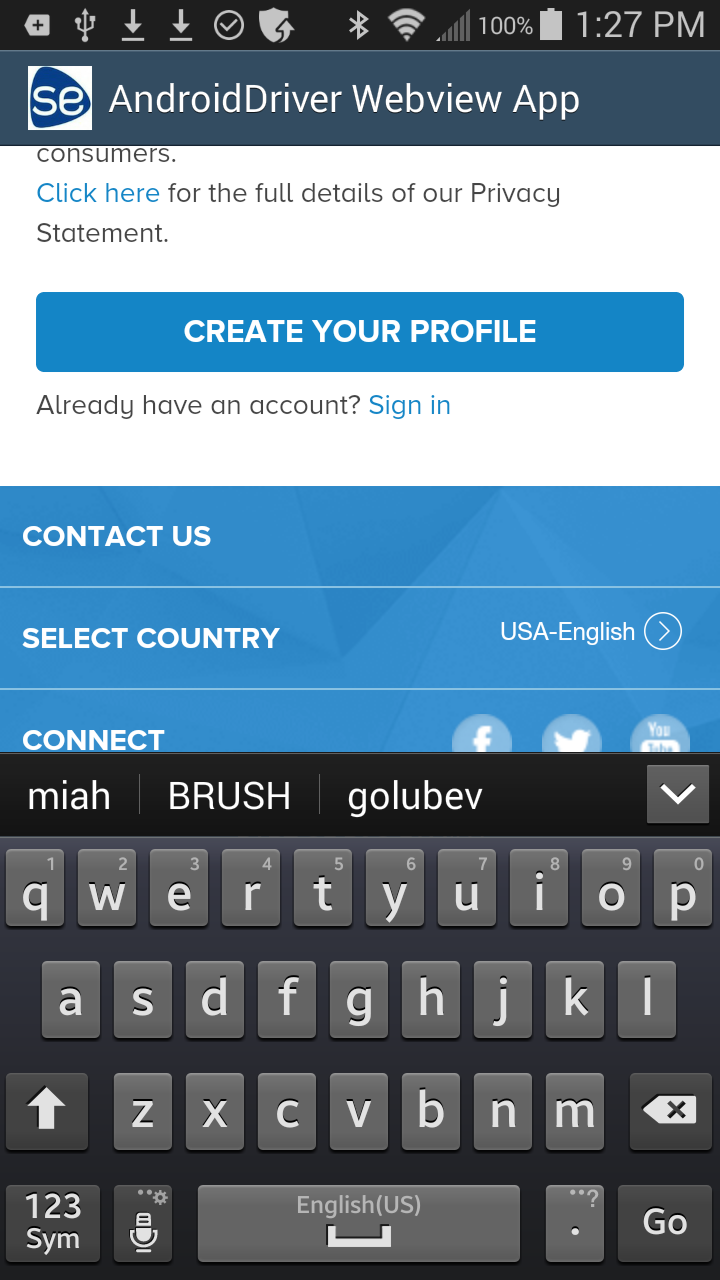 100% 1:27 PM
se AndroidDriver Webview App
consumers.
Click here for the full details of our Privacy
Statement.
CREATE YOUR PROFILE
Already have an account? Sign in
CONTACT US
SELECT COUNTRY USA-English
CONNECT f You Tube
miah BRUSH golubev
1 2 3 4 5 6 7 8 9 0
q w e r t y u i o p
a s d f g h j k l
z x c v b n m
123 Sym English(US) . ? Go